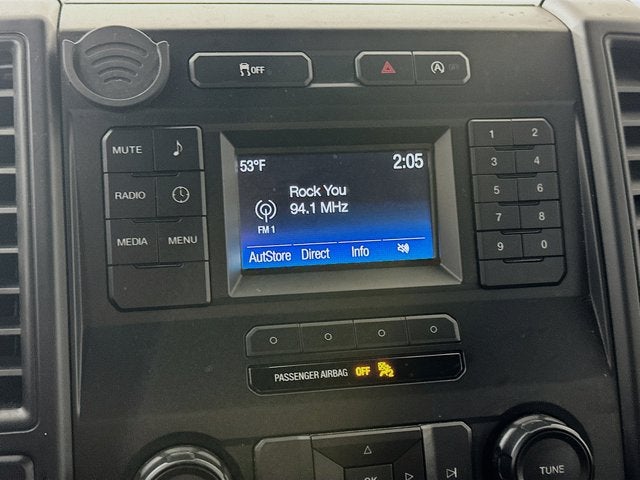 OFF
MUTE
RADIO
MEDIA MENU
53°F 2:05
Rock You
94.1 MHz
FM 1
AutStore Direct Info
1 2
3 4
5 6
7 8
9 0
PASSENGER AIRBAG OFF
OK
TUNE